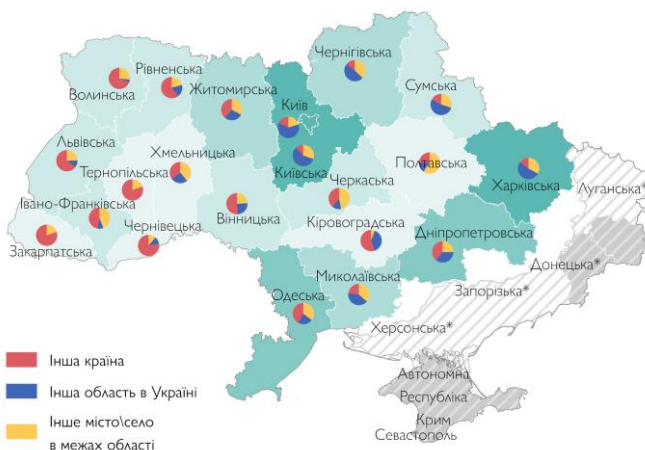 Чернігівська
Рівненська
Волинська
Житомирська
Київ
Сумська
Львівська
Хмельницька
Тернопільська
Івано-Франківська
Закарпатська
Чернівецька
Вінницька
Київська
Черкаська
Полтавська
Харківська
Луганська*
Кіровоградська
Дніпропетровська
Донецька*
Миколаївська
Запорізька*
Одеська
Херсонська*
Автономна
Республіка
Крим
Севастополь
Інша країна
Інша область в Україні
Інше місто\село
в межах області